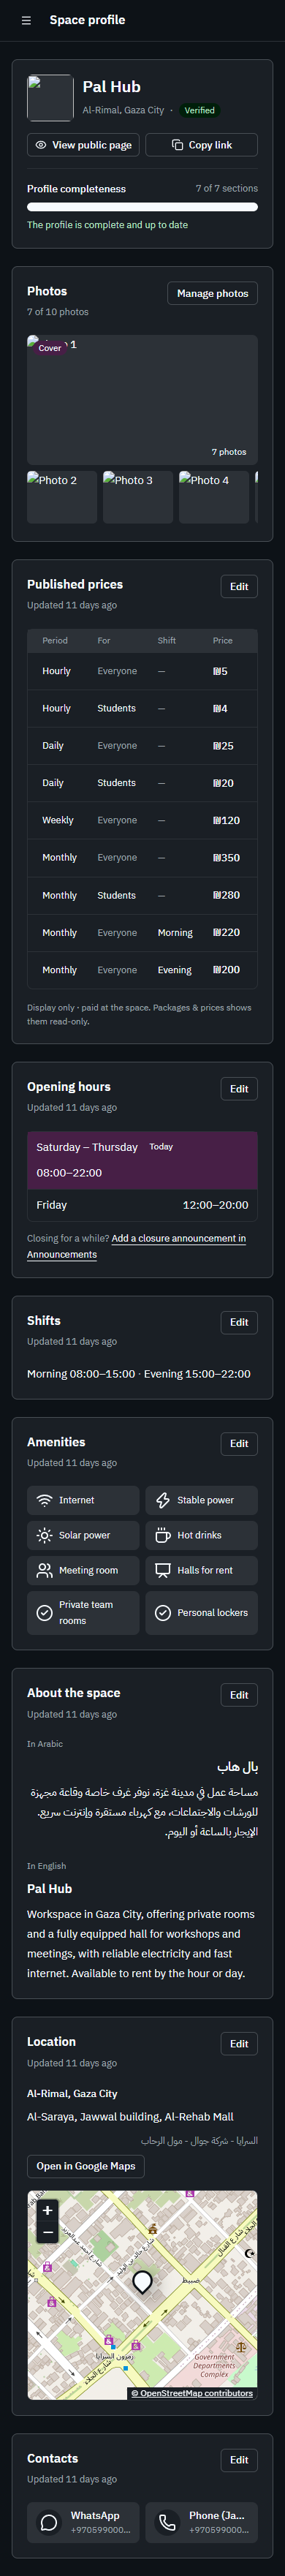 Space profile
Pal Hub
Al-Rimal, Gaza City · Verified
View public page
Copy link
Profile completeness
7 of 7 sections
The profile is complete and up to date
Photos
Manage photos
7 of 10 photos
Cover
1
7 photos
Photo 2
Photo 3
Photo 4
Published prices
Edit
Updated 11 days ago
Period For Shift Price
Hourly Everyone — ₪5
Hourly Students — ₪4
Daily Everyone — ₪25
Daily Students — ₪20
Weekly Everyone — ₪120
Monthly Everyone — ₪350
Monthly Students — ₪280
Monthly Everyone Morning ₪220
Monthly Everyone Evening ₪200
Display only · paid at the space. Packages & prices shows
them read-only.
Opening hours
Edit
Updated 11 days ago
Saturday – Thursday Today
08:00–22:00
Friday 12:00–20:00
Closing for a while? Add a closure announcement in
Announcements
Shifts
Edit
Updated 11 days ago
Morning 08:00–15:00 · Evening 15:00–22:00
Amenities
Edit
Updated 11 days ago
Internet
Stable power
Solar power
Hot drinks
Meeting room
Halls for rent
Private team
rooms
Personal lockers
About the space
Edit
Updated 11 days ago
In Arabic
بال هاب
مساحة عمل في مدينة غزة، نوفر غرف خاصة وقاعة مجهزة
للورشات والاجتماعات، مع كهرباء مستقرة وإنترنت سريع.
الإيجار بالساعة أو اليوم.
In English
Pal Hub
Workspace in Gaza City, offering private rooms
and a fully equipped hall for workshops and
meetings, with reliable electricity and fast
internet. Available to rent by the hour or day.
Location
Edit
Updated 11 days ago
Al-Rimal, Gaza City
Al-Saraya, Jawwal building, Al-Rehab Mall
السرايا - شركة جوال - مول الرحاب
Open in Google Maps
+
−
ضبيط
رمزون السرايا
شارع الجلاء
Government
Departments
Complex
© OpenStreetMap contributors
Contacts
Edit
Updated 11 days ago
WhatsApp
+970599000...
Phone (Ja...
+970599000...